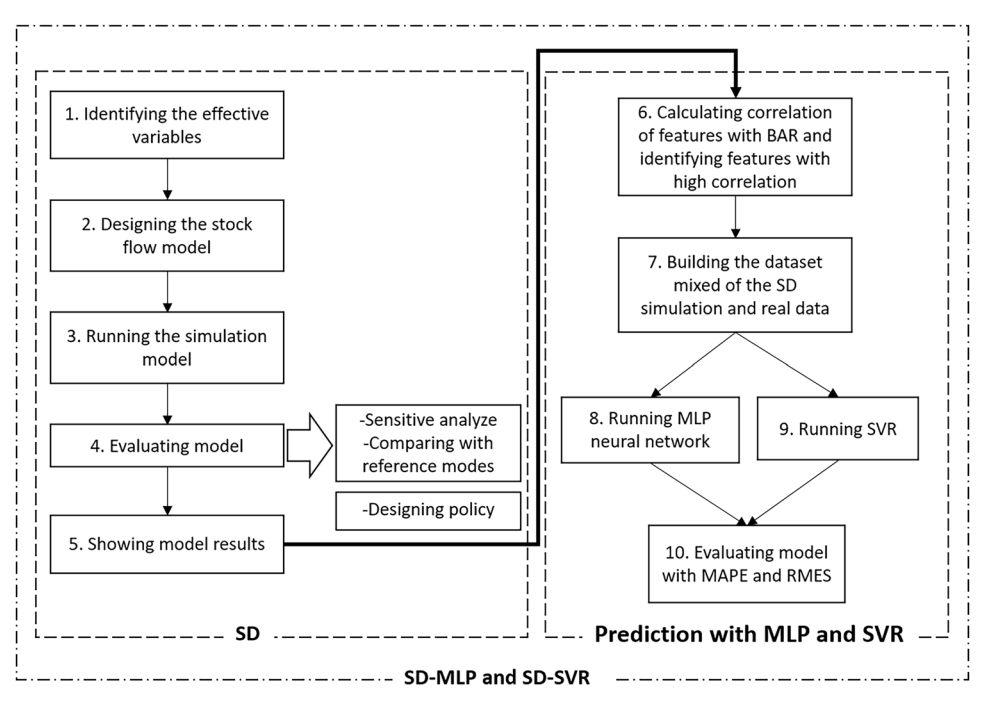 1. Identifying the effective
variables
2. Designing the stock
flow model
3. Running the simulation
model
4. Evaluating model
-Sensitive analyze
-Comparing with
reference modes
-Designing policy
5. Showing model results
SD
6. Calculating correlation
of features with BAR and
identifying features with
high correlation
7. Building the dataset
mixed of the SD
simulation and real data
8. Running MLP
neural network
9. Running SVR
10. Evaluating model
with MAPE and RMES
Prediction with MLP and SVR
SD-MLP and SD-SVR